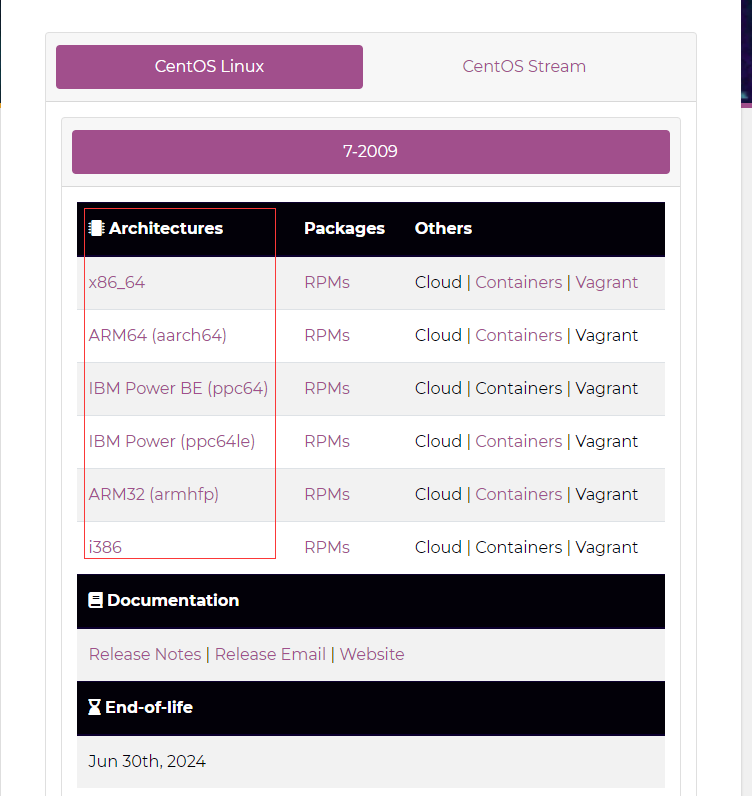 CentOS Linux CentOS Stream
7-2009
Architectures Packages Others
x86_64 RPMs Cloud | Containers | Vagrant
ARM64 (aarch64) RPMs Cloud | Containers | Vagrant
IBM Power BE (ppc64) RPMs Cloud | Containers | Vagrant
IBM Power (ppc64le) RPMs Cloud | Containers | Vagrant
ARM32 (armhfp) RPMs Cloud | Containers | Vagrant
i386 RPMs Cloud | Containers | Vagrant
Documentation
Release Notes | Release Email | Website
End-of-life
Jun 30th, 2024